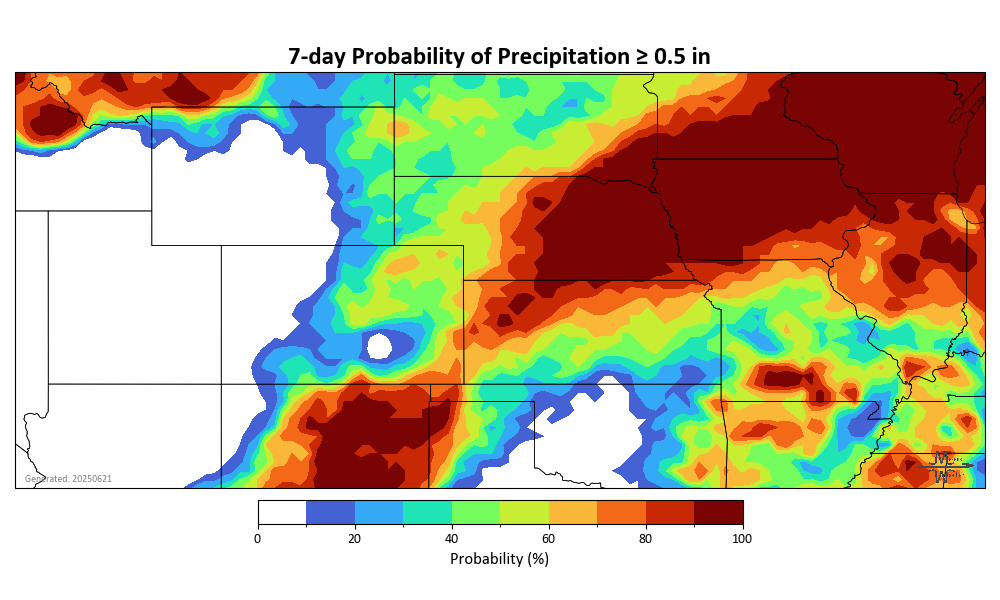 7-day Probability of Precipitation ≥ 0.5 in
Generated: 20250621
0 20 40 60 80 100
Probability (%)